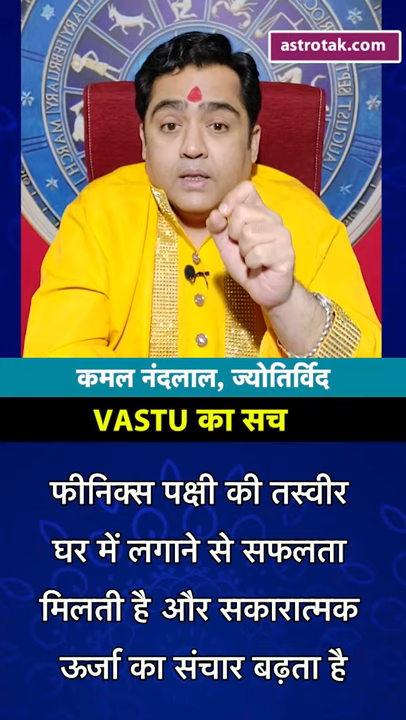 astrotak.com
कमल नंदलाल, ज्योतिर्विद
VASTU का सच
फीनिक्स पक्षी की तस्वीर
घर में लगाने से सफलता
मिलती है और सकारात्मक
ऊर्जा का संचार बढ़ता है